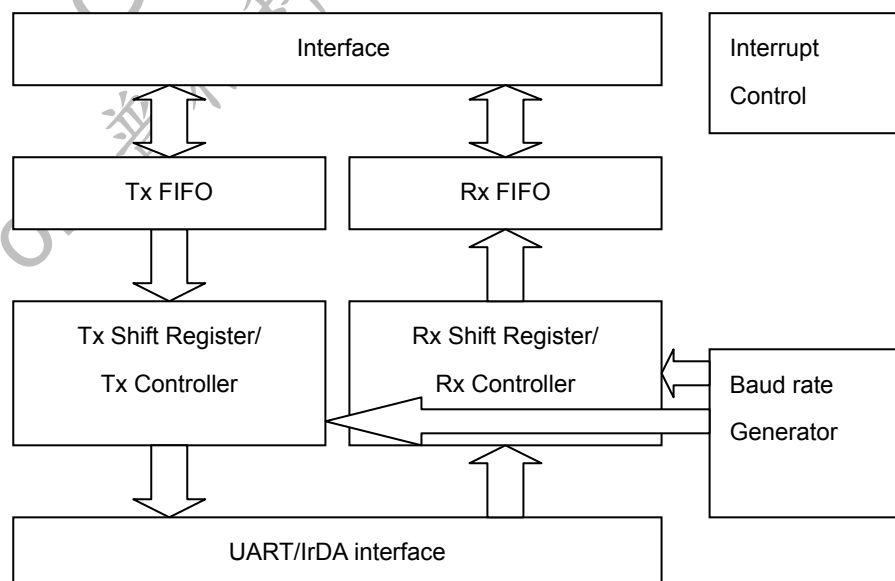 Interface
Interrupt
Control
Tx FIFO
Rx FIFO
Tx Shift Register/
Tx Controller
Rx Shift Register/
Rx Controller
Baud rate
Generator
UART/IrDA interface